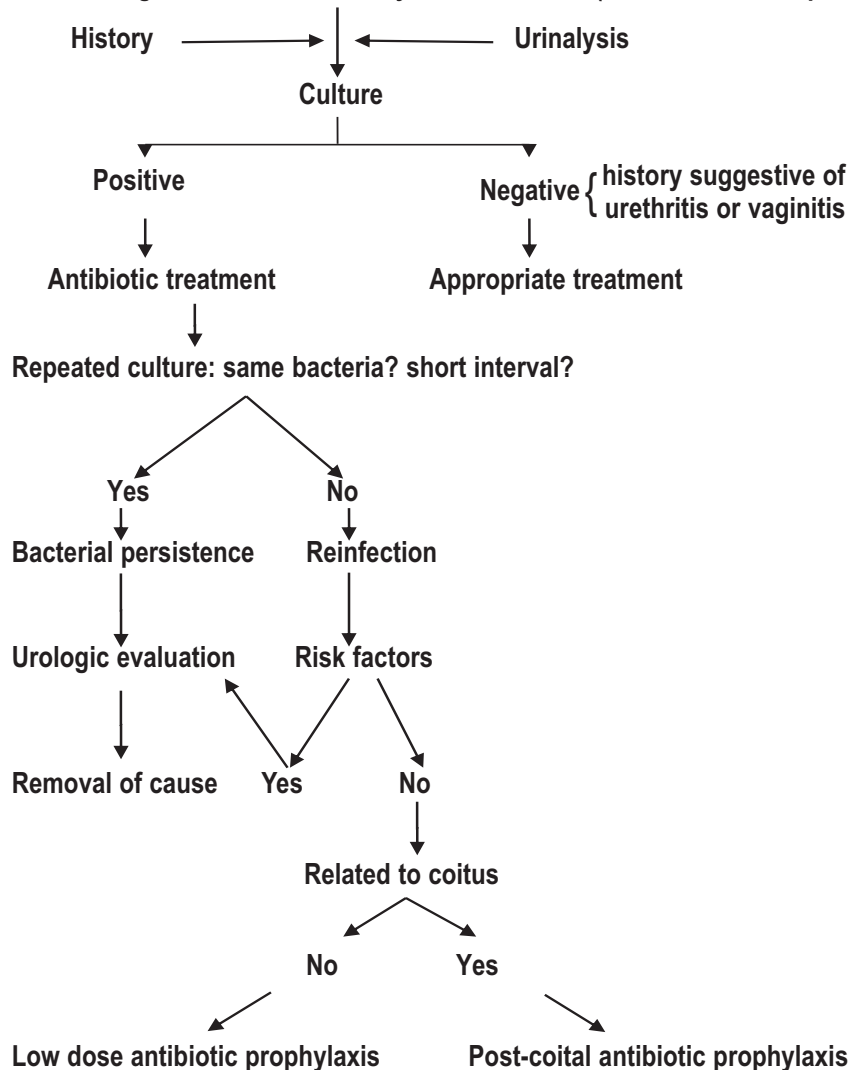 History Urinalysis
Culture
Positive
Negative { history suggestive of
urethritis or vaginitis
Antibiotic treatment Appropriate treatment
Repeated culture: same bacteria? short interval?
Yes No
Bacterial persistence Reinfection
Urologic evaluation Risk factors
Removal of cause Yes No
Related to coitus
No Yes
Low dose antibiotic prophylaxis Post-coital antibiotic prophylaxis